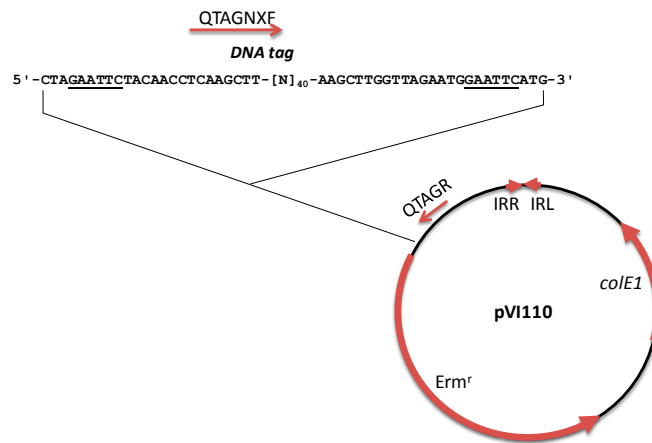 QTAGNXF
DNA tag
5'-CTAGAATTCTACAACCTCAAGCTT-[N]40-AAGCTTGGTTAGAATGGAATTCATG-3'
QTAGR
IRR IRL
colE1
pVI110
Ermr